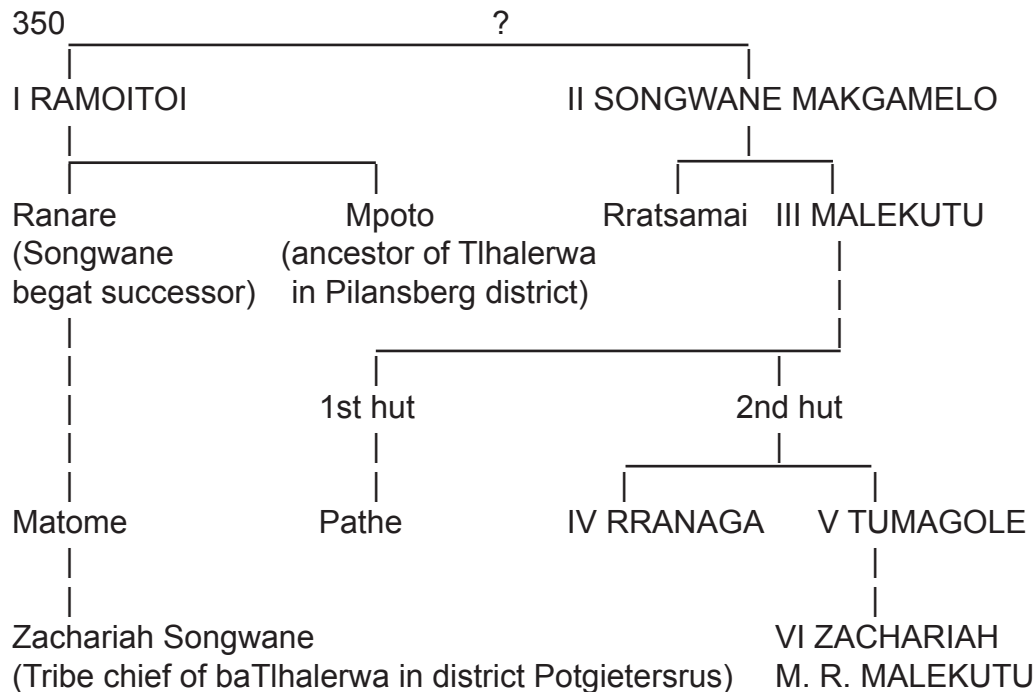 350 ?
I RAMOITOI II SONGWANE MAKGAMELO
Ranare Mpoto Rratsamai III MALEKUTU
(Songwane (ancestor of Tlhalerwa
begat successor) in Pilansberg district)
1st hut 2nd hut
Matome Pathe IV RRANAGA V TUMAGOLE
Zachariah Songwane VI ZACHARIAH
(Tribe chief of baTlhalerwa in district Potgietersrus) M. R. MALEKUTU